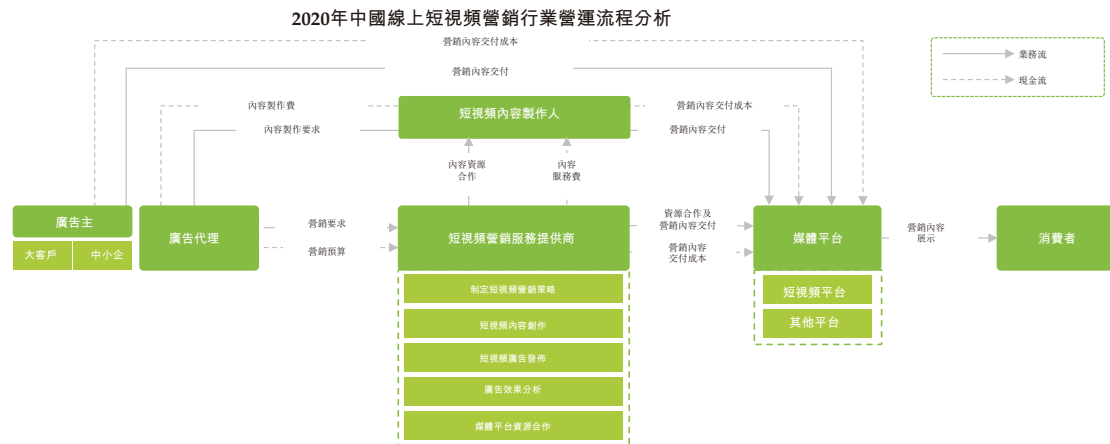 2020年中國線上短視頻營銷行業營運流程分析
營銷內容交付成本
營銷內容交付
業務流
現金流
內容製作費
內容製作要求
短視頻內容製作人
營銷內容交付成本
營銷內容交付
內容資源
合作
內容
服務費
廣告主
大客戶
中小企
廣告代理
營銷要求
營銷預算
短視頻營銷服務提供商
資源合作及
營銷內容交付
營銷內容
交付成本
媒體平台
營銷內容
展示
消費者
制定短視頻營銷策略
短視頻內容創作
短視頻廣告發佈
廣告效果分析
媒體平台資源合作
短視頻平台
其他平台